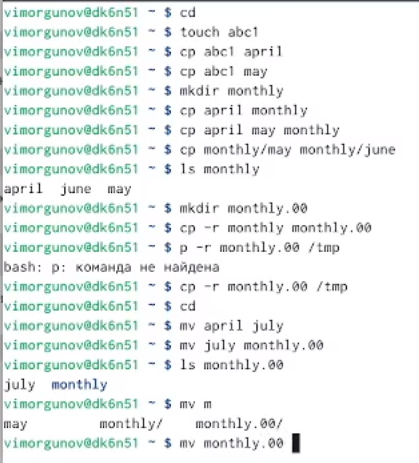 vimorgunov@dk6n51 ~ $ cd
vimorgunov@dk6n51 ~ $ touch abc1
vimorgunov@dk6n51 ~ $ cp abc1 april
vimorgunov@dk6n51 ~ $ cp abc1 may
vimorgunov@dk6n51 ~ $ mkdir monthly
vimorgunov@dk6n51 ~ $ cp april monthly
vimorgunov@dk6n51 ~ $ cp april may monthly
vimorgunov@dk6n51 ~ $ cp monthly/may monthly/june
vimorgunov@dk6n51 ~ $ ls monthly
april  june  may
vimorgunov@dk6n51 ~ $ mkdir monthly.00
vimorgunov@dk6n51 ~ $ cp -r monthly monthly.00
vimorgunov@dk6n51 ~ $ p -r monthly.00 /tmp
bash: p: команда не найдена
vimorgunov@dk6n51 ~ $ cp -r monthly.00 /tmp
vimorgunov@dk6n51 ~ $ cd
vimorgunov@dk6n51 ~ $ mv april july
vimorgunov@dk6n51 ~ $ mv july monthly.00
vimorgunov@dk6n51 ~ $ ls monthly.00
july  monthly
vimorgunov@dk6n51 ~ $ mv m
may         monthly/    monthly.00/
vimorgunov@dk6n51 ~ $ mv monthly.00